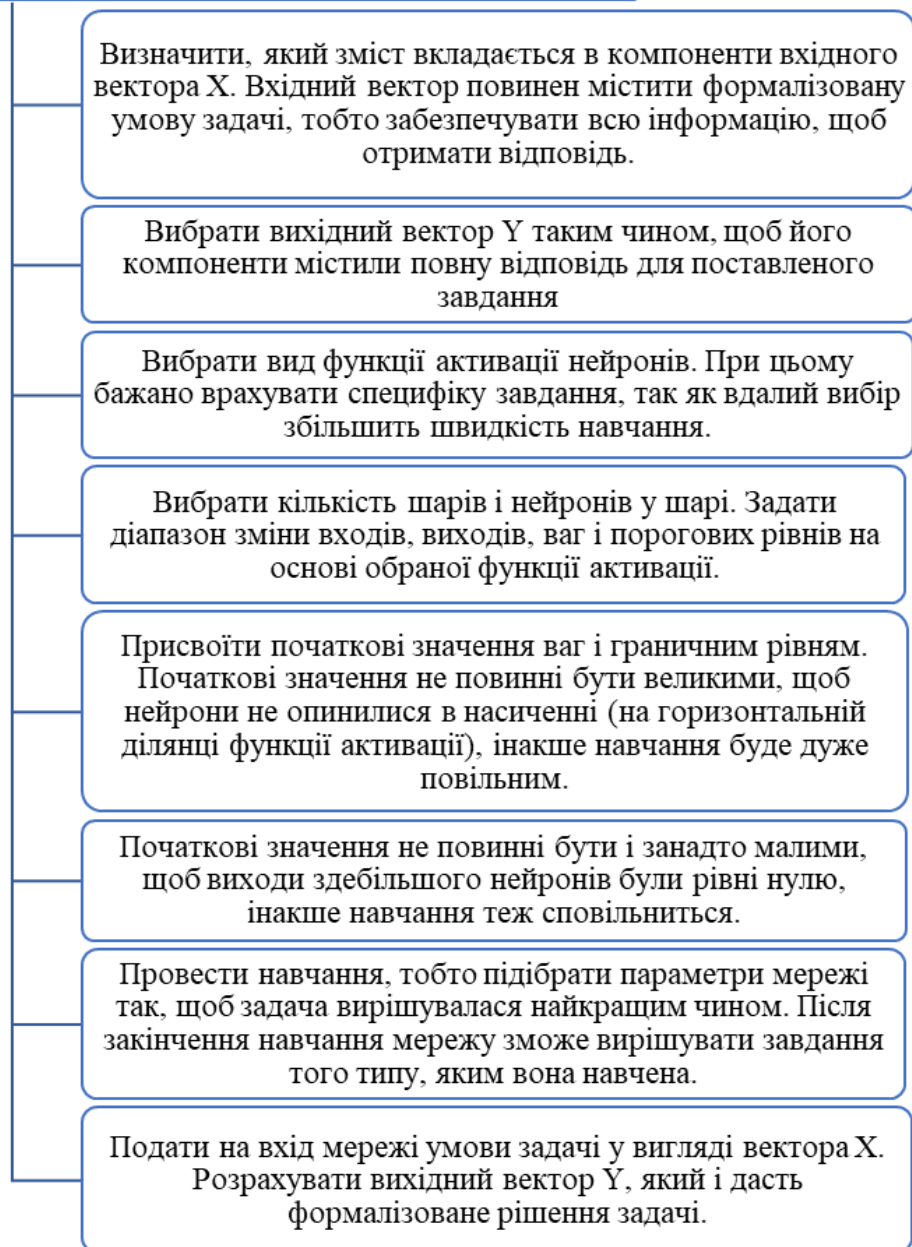 Визначити, який зміст вкладається в компоненти вхідного
вектора X. Вхідний вектор повинен містити формалізовану
умову задачі, тобто забезпечувати всю інформацію, щоб
отримати відповідь.
Вибрати вихідний вектор Y таким чином, щоб його
компоненти містили повну відповідь для поставленого
завдання
Вибрати вид функції активації нейронів. При цьому
бажано врахувати специфіку завдання, так як вдалий вибір
збільшить швидкість навчання.
Вибрати кількість шарів і нейронів у шарі. Задати
діапазон зміни входів, виходів, ваг і порогових рівнів на
основі обраної функції активації.
Присвоїти початкові значення ваг і граничним рівням.
Початкові значення не повинні бути великими, щоб
нейрони не опинилися в насиченні (на горизонтальній
ділянці функції активації), інакше навчання буде дуже
повільним.
Початкові значення не повинні бути і занадто малими,
щоб виходи здебільшого нейронів були рівні нулю,
інакше навчання теж сповільниться.
Провести навчання, тобто підібрати параметри мережі
так, щоб задача вирішувалася найкращим чином. Після
закінчення навчання мережу зможе вирішувати завдання
того типу, яким вона навчена.
Подати на вхід мережі умови задачі у вигляді вектора X.
Розрахувати вихідний вектор Y, який і дасть
формалізоване рішення задачі.